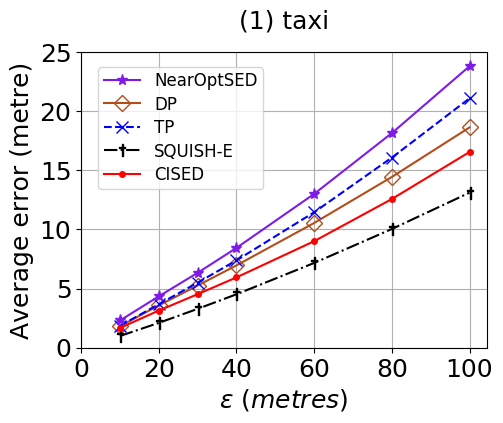 (1) taxi
Average error (metre)
25
20
15
10
5
0
NearOptSED
DP
TP
SQUISH-E
CISED
0 20 40 60 80 100
ε (metres)